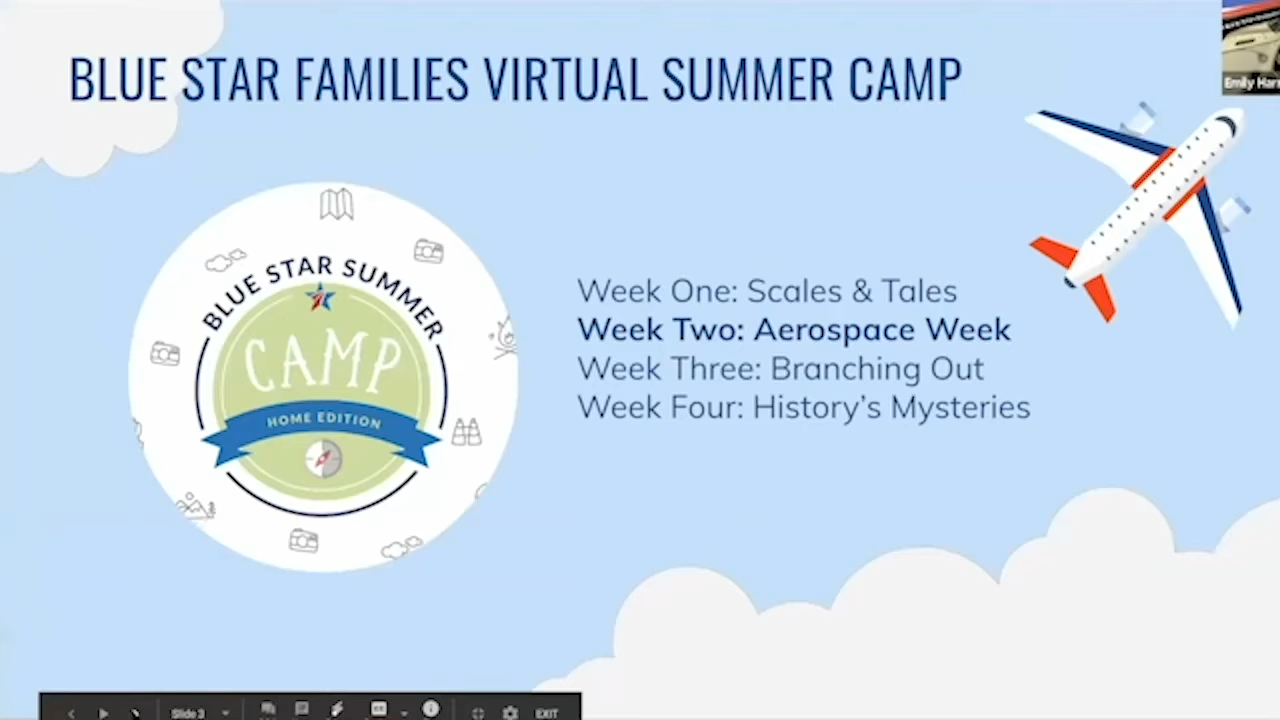 BLUE STAR FAMILIES VIRTUAL SUMMER CAMP
Emily
BLUE STAR SUMMER
CAMP
HOME EDITION
Week One: Scales & Tales
Week Two: Aerospace Week
Week Three: Branching Out
Week Four: History's Mysteries
Slide 3
EXIT